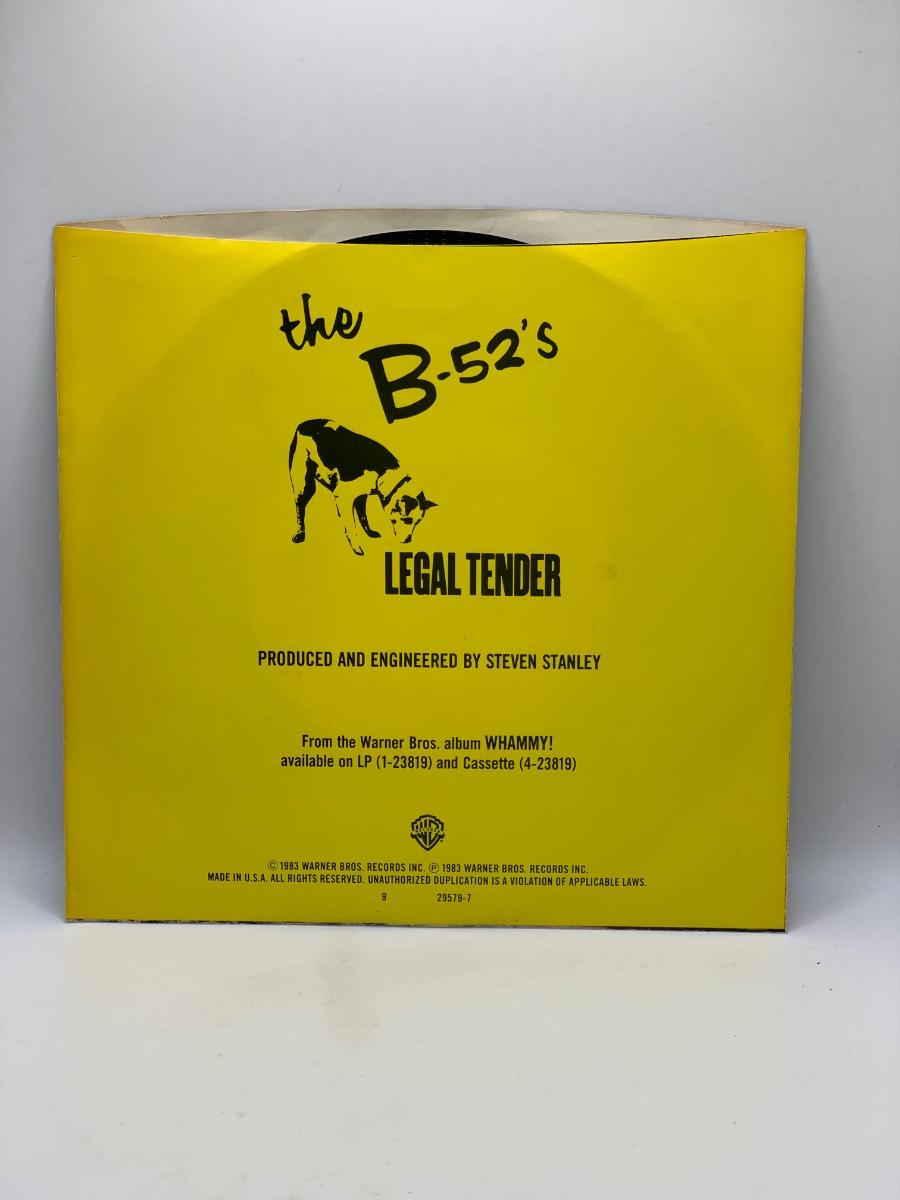 the
B-52's
LEGAL TENDER
PRODUCED AND ENGINEERED BY STEVEN STANLEY
From the Warner Bros. album WHAMMY!
available on LP (1-23819) and Cassette (4-23819)
© 1983 WARNER BROS. RECORDS INC. ℗ 1983 WARNER BROS. RECORDS INC.
MADE IN U.S.A. ALL RIGHTS RESERVED. UNAUTHORIZED DUPLICATION IS A VIOLATION OF APPLICABLE LAWS.
9 29579-7